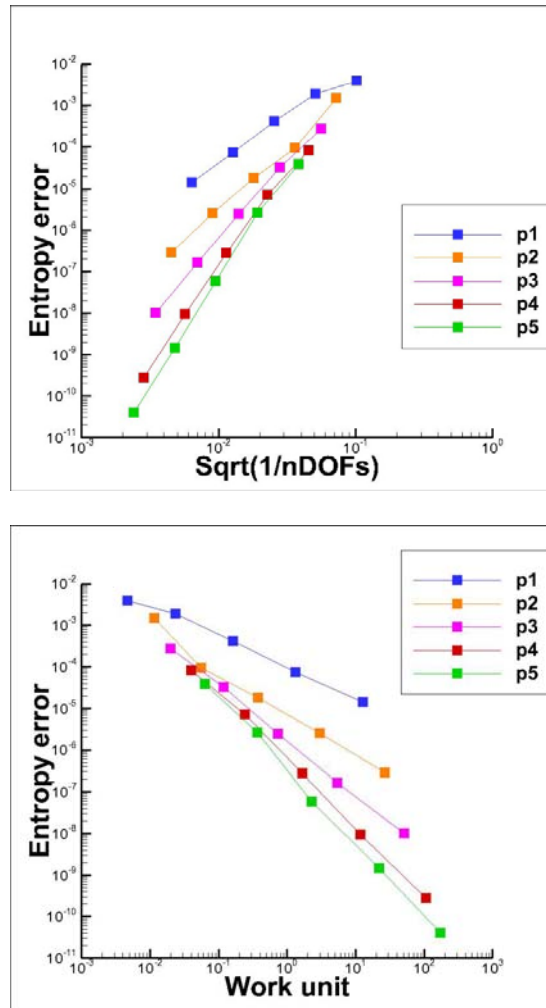 10^-2
10^-3
10^-4
10^-5
10^-6
10^-7
10^-8
10^-9
10^-10
10^-11
Entropy error
10^-3
10^-2
10^-1
10^0
Sqrt(1/nDOFs)
p1
p2
p3
p4
p5
10^-2
10^-3
10^-4
10^-5
10^-6
10^-7
10^-8
10^-9
10^-10
10^-11
Entropy error
10^-3
10^-2
10^-1
10^0
10^1
10^2
10^3
Work unit
p1
p2
p3
p4
p5